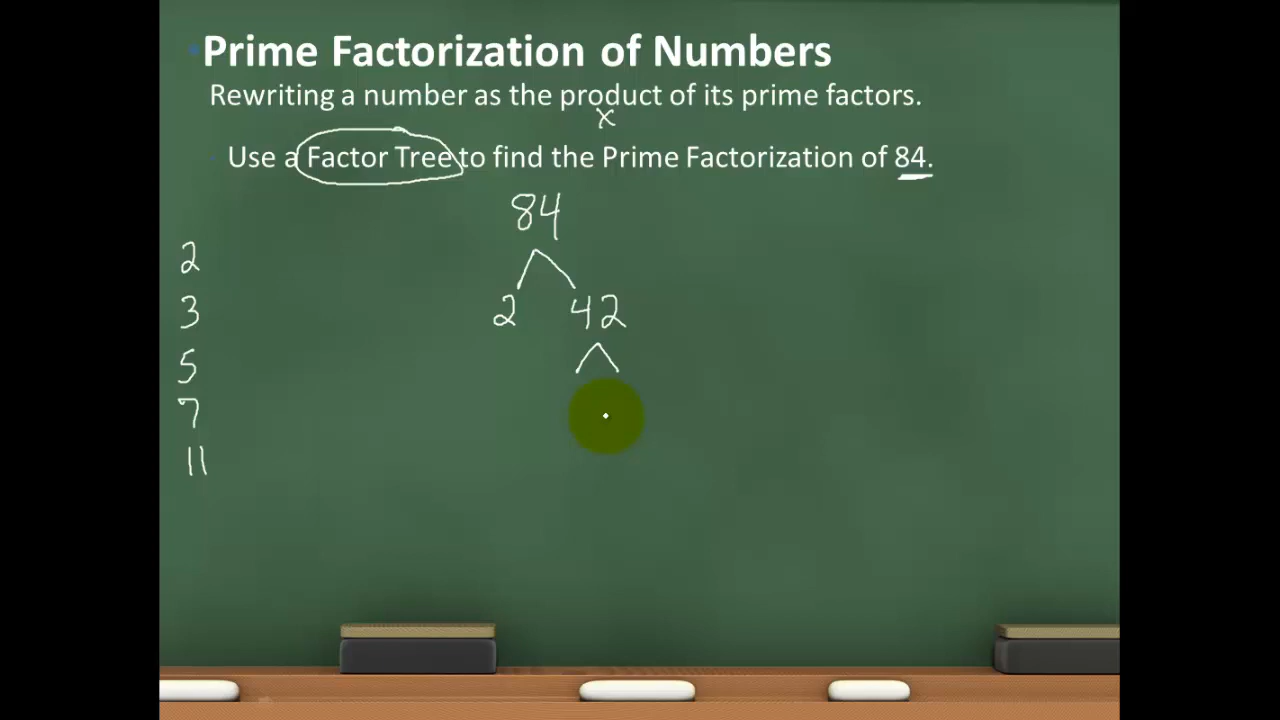 Prime Factorization of Numbers
Rewriting a number as the product of its prime factors.
x
Use a Factor Tree to find the Prime Factorization of 84.
84
2
2 42
3
5
7
11